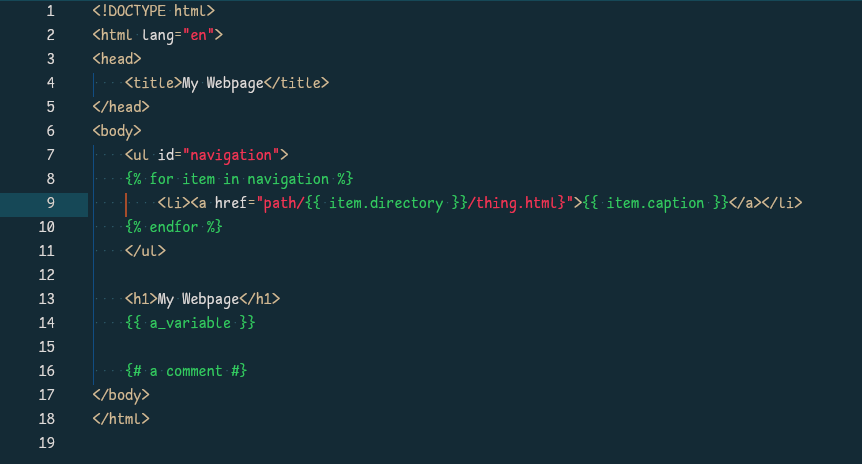 1 <!DOCTYPE html>
2 <html lang="en">
3 <head>
4     <title>My Webpage</title>
5 </head>
6 <body>
7     <ul id="navigation">
8     {% for item in navigation %}
9         <li><a href="path/{{ item.directory }}/thing.html}">{{ item.caption }}</a></li>
10     {% endfor %}
11     </ul>
12
13     <h1>My Webpage</h1>
14     {{ a_variable }}
15
16     {# a comment #}
17 </body>
18 </html>
19